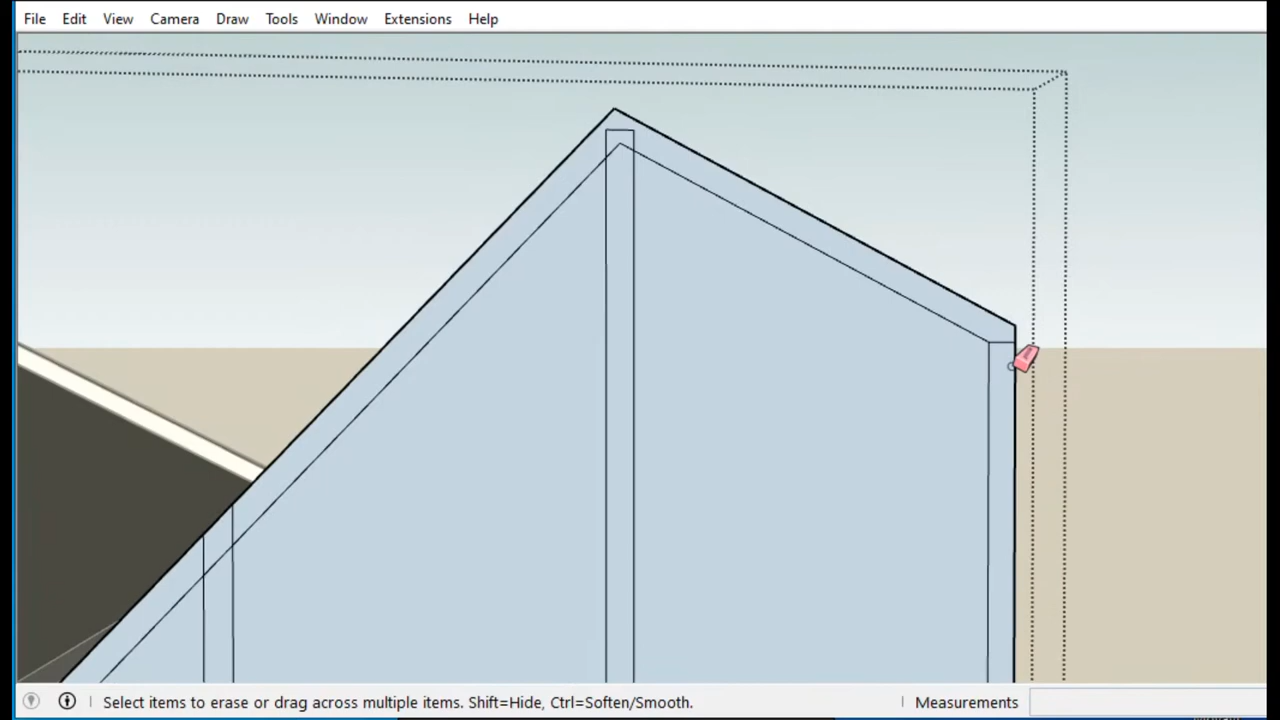 File Edit View Camera Draw Tools Window Extensions Help
Select items to erase or drag across multiple items. Shift=Hide, Ctrl=Soften/Smooth. Measurements